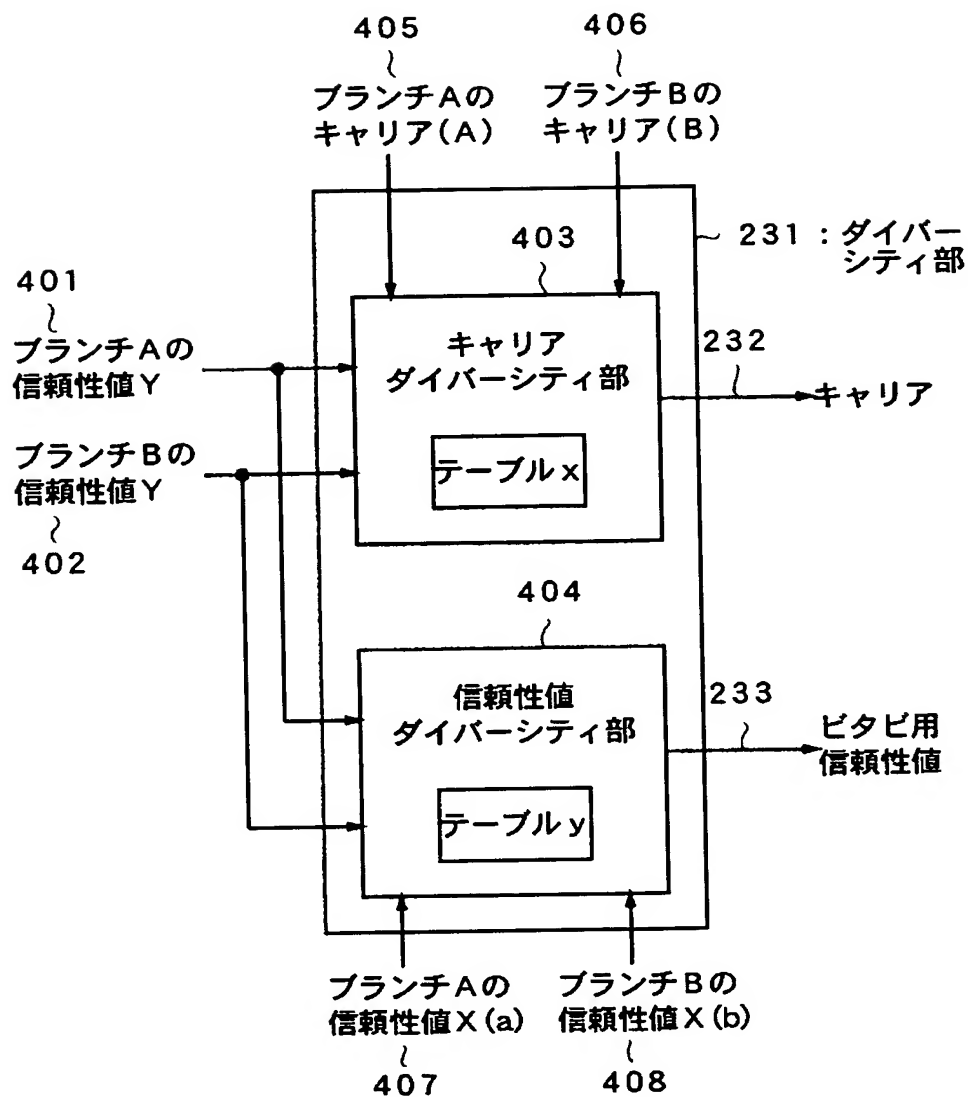 405
ブランチAの
キャリア(A)
406
ブランチBの
キャリア(B)
231：ダイバー
シティ部
403
401
ブランチAの
信頼性値Y
キャリア
ダイバーシティ部
テーブルx
232
キャリア
ブランチBの
信頼性値Y
402
404
信頼性値
ダイバーシティ部
テーブルy
233
ビタビ用
信頼性値
ブランチAの
信頼性値X(a)
407
ブランチBの
信頼性値X(b)
408